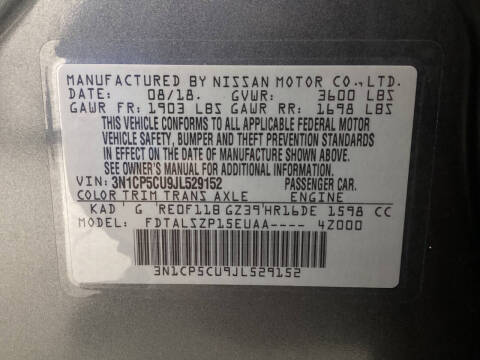 MANUFACTURED BY NISSAN MOTOR CO., LTD.
DATE: 08/18. GVWR: 3600 LBS
GAWR FR: 1903 LBS GAWR RR: 1698 LBS
THIS VEHICLE CONFORMS TO ALL APPLICABLE FEDERAL MOTOR
VEHICLE SAFETY, BUMPER AND THEFT PREVENTION STANDARDS
IN EFFECT ON THE DATE OF MANUFACTURE SHOWN ABOVE.
SEE OWNER'S MANUAL FOR ADDITIONAL INFORMATION.
VIN: 3N1CP5CU9JL529152 PASSENGER CAR.
COLOR TRIM TRANS AXLE ENGINE
KAD G RE0F11B GZ39 HR16DE 1598 CC
MODEL: FDTALSZP15EUAA---- 4Z000
3N1CP5CU9JL529152